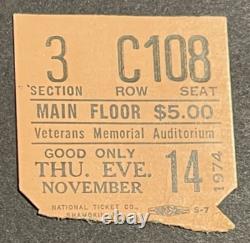 3 C108
SECTION ROW SEAT
MAIN FLOOR $5.00
Veterans Memorial Auditorium
GOOD ONLY
THU. EVE.
NOVEMBER 14 1974
NATIONAL TICKET CO.
SHAMOKIN S-7